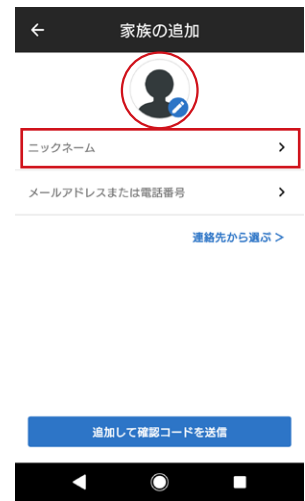 家族の追加
ニックネーム
メールアドレスまたは電話番号
連絡先から選ぶ >
追加して確認コードを送信